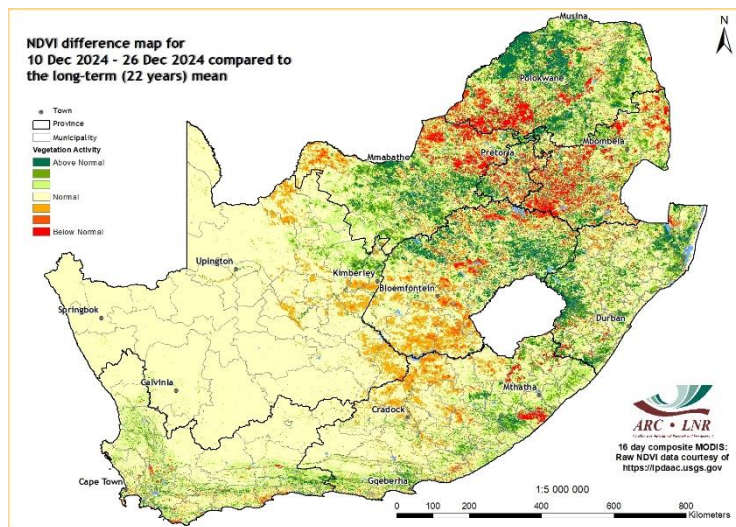 NDVI difference map for
10 Dec 2024 - 26 Dec 2024 compared to
the long-term (22 years) mean
Town
Province
Municipality
Vegetation Activity
Above Normal
Normal
Below Normal
N
Musina
Polokwane
Mbombela
Pretoria
Mmabatho
Upington
Kimberley
Bloemfontein
Springbok
Durban
Calvinia
Mthatha
Cradock
Cape Town
Gqeberha
ARC • LNR
16 day composite MODIS:
Raw NDVI data courtesy of
https://lpdaac.usgs.gov
1:5 000 000
0 100 200 400 600 800
Kilometers